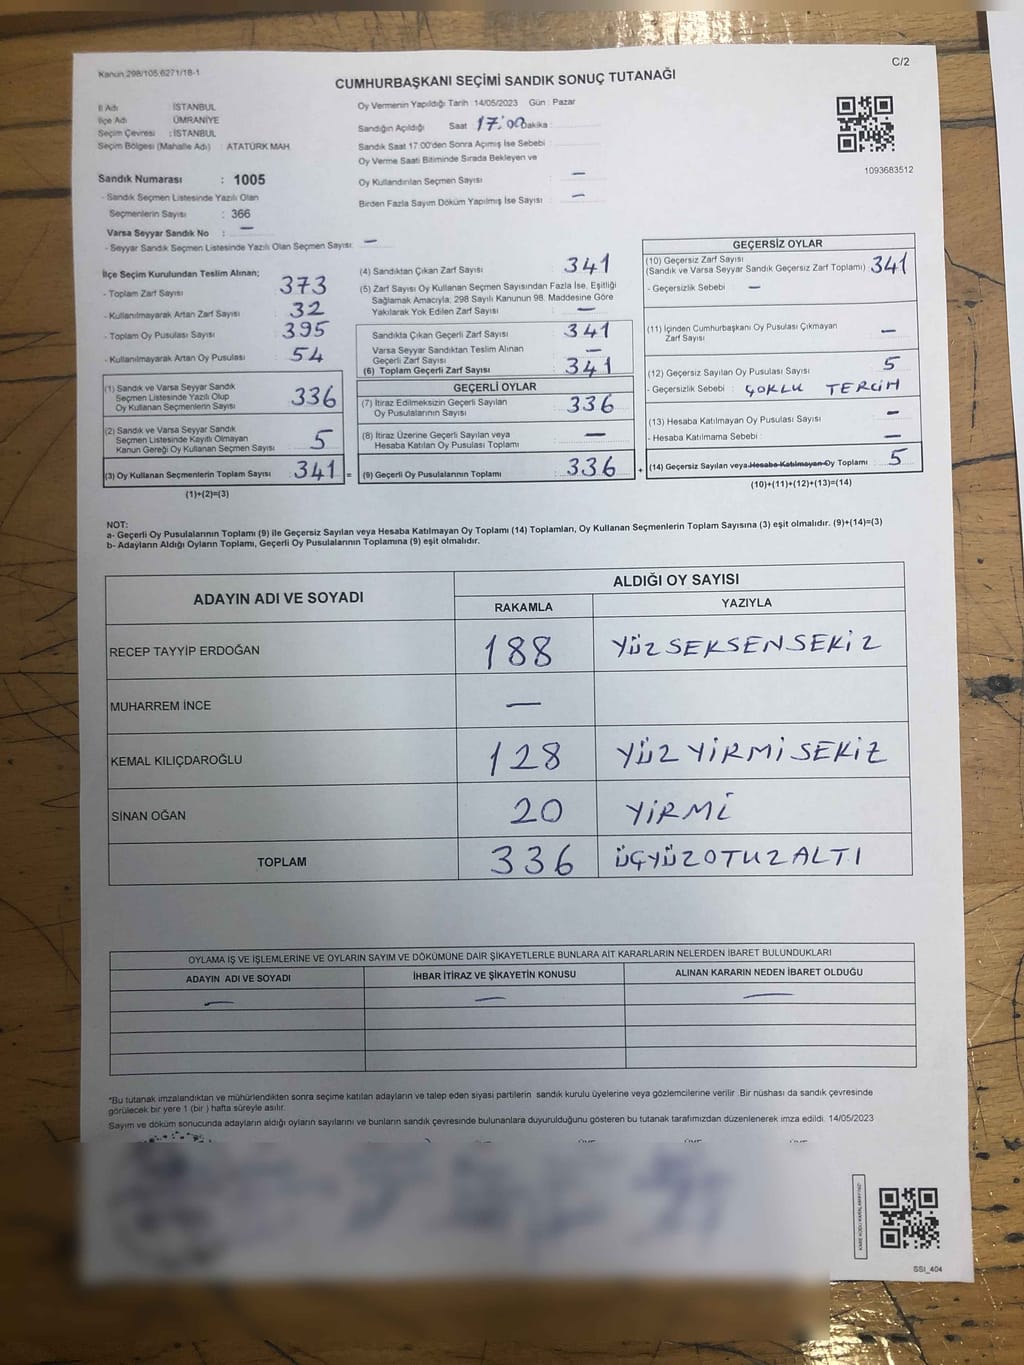 Kanun:298/105;6271/18-1
C/2
CUMHURBAŞKANI SEÇİMİ SANDIK SONUÇ TUTANAĞI
İl Adı : İSTANBUL
İlçe Adı : ÜMRANİYE
Seçim Çevresi : İSTANBUL
Seçim Bölgesi (Mahalle Adı) : ATATÜRK MAH
Oy Vermenin Yapıldığı Tarih : 14/05/2023 Gün : Pazar
Sandığın Açıldığı Saat : 17:00 Dakika :
Sandık Saat 17:00'den Sonra Açımış İse Sebebi :
Oy Verme Saati Bitiminde Sırada Bekleyen ve
Oy Kullandırılan Seçmen Sayısı : —
Birden Fazla Sayım Döküm Yapılmış İse Sayısı : —
1093683512
Sandık Numarası : 1005
- Sandık Seçmen Listesinde Yazılı Olan
Seçmenlerin Sayısı : 366
Varsa Seyyar Sandık No : —
- Seyyar Sandık Seçmen Listesinde Yazılı Olan Seçmen Sayısı: —
İlçe Seçim Kurulundan Teslim Alınan;
- Toplam Zarf Sayısı : 373
- Kullanılmayarak Artan Zarf Sayısı : 32
- Toplam Oy Pusulası Sayısı : 395
- Kullanılmayarak Artan Oy Pusulası : 54
(1) Sandık ve Varsa Seyyar Sandık
Seçmen Listesinde Yazılı Olup
Oy Kullanan Seçmenlerin Sayısı : 336
(2) Sandık ve Varsa Seyyar Sandık
Seçmen Listesinde Kayıtlı Olmayan
Kanun Gereği Oy Kullanan Seçmen Sayısı : 5
(3) Oy Kullanan Seçmenlerin Toplam Sayısı : 341 =
(1)+(2)=(3)
(4) Sandıktan Çıkan Zarf Sayısı : 341
(5) Zarf Sayısı Oy Kullanan Seçmen Sayısından Fazla İse, Eşitliği
Sağlamak Amacıyla; 298 Sayılı Kanunun 98. Maddesine Göre
Yakılarak Yok Edilen Zarf Sayısı : —
Sandıkta Çıkan Geçerli Zarf Sayısı : 341
Varsa Seyyar Sandıktan Teslim Alınan
Geçerli Zarf Sayısı : —
(6) Toplam Geçerli Zarf Sayısı : 341
GEÇERLİ OYLAR
(7) İtiraz Edilmeksizin Geçerli Sayılan
Oy Pusulalarının Sayısı : 336
(8) İtiraz Üzerine Geçerli Sayılan veya
Hesaba Katılan Oy Pusulası Toplamı : —
(9) Geçerli Oy Pusulalarının Toplamı : 336 +
GEÇERSİZ OYLAR
(10) Geçersiz Zarf Sayısı
(Sandık ve Varsa Seyyar Sandık Geçersiz Zarf Toplamı) : 341
- Geçersizlik Sebebi : —
(11) İçinden Cumhurbaşkanı Oy Pusulası Çıkmayan
Zarf Sayısı : —
(12) Geçersiz Sayılan Oy Pusulası Sayısı : 5
- Geçersizlik Sebebi : ÇOKLU TERCİH
(13) Hesaba Katılmayan Oy Pusulası Sayısı : —
- Hesaba Katılmama Sebebi : —
(14) Geçersiz Sayılan veya Hesaba Katılmayan Oy Toplamı : 5
(10)+(11)+(12)+(13)=(14)
NOT:
a- Geçerli Oy Pusulalarının Toplamı (9) ile Geçersiz Sayılan veya Hesaba Katılmayan Oy Toplamı (14) Toplamları, Oy Kullanan Seçmenlerin Toplam Sayısına (3) eşit olmalıdır. (9)+(14)=(3)
b- Adayların Aldığı Oyların Toplamı, Geçerli Oy Pusulalarının Toplamına (9) eşit olmalıdır.
ADAYIN ADI VE SOYADI
ALDIĞI OY SAYISI
RAKAMLA YAZIYLA
RECEP TAYYİP ERDOĞAN 188 YÜZ SEKSEN SEKİZ
MUHARREM İNCE —
KEMAL KILIÇDAROĞLU 128 YÜZ YİRMİ SEKİZ
SİNAN OĞAN 20 YİRMİ
TOPLAM 336 ÜÇYÜZOTUZALTI
OYLAMA İŞ VE İŞLEMLERİNE VE OYLARIN SAYIM VE DÖKÜMÜNE DAİR ŞİKAYETLERLE BUNLARA AİT KARARLARIN NELERDEN İBARET BULUNDUKLARI
ADAYIN ADI VE SOYADI İHBAR İTİRAZ VE ŞİKAYETİN KONUSU ALINAN KARARIN NEDEN İBARET OLDUĞU
— — —
*Bu tutanak imzalandıktan ve mühürlendikten sonra seçime katılan adayların ve talep eden siyasi partilerin sandık kurulu üyelerine veya gözlemcilerine verilir .Bir nüshası da sandık çevresinde
görülecek bir yere 1 (bir ) hafta süreyle asılır.
Sayım ve döküm sonucunda adayların aldığı oyların sayılarını ve bunların sandık çevresinde bulunanlara duyurulduğunu gösteren bu tutanak tarafımızdan düzenlenerek imza edildi. 14/05/2023
SSI_404